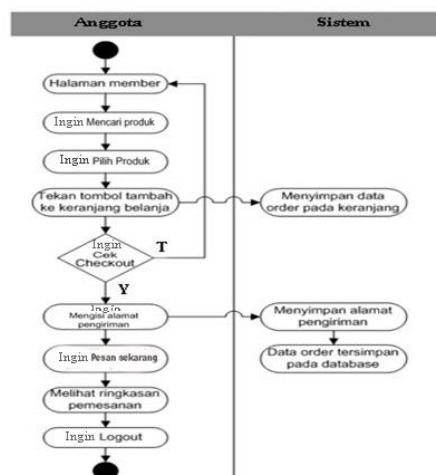 Anggota
Sistem
Halaman member
Ingin Mencari produk
Ingin Pilih Produk
Tekan tombol tambah
ke keranjang belanja
Menyimpan data
order pada keranjang
Ingin
Cek
Checkout
T
Y
Ingin
Mengisi alamat
pengiriman
Menyimpan alamat
pengiriman
Ingin Pesan sekarang
Data order tersimpan
pada database
Melihat ringkasan
pemesanan
Ingin Logout